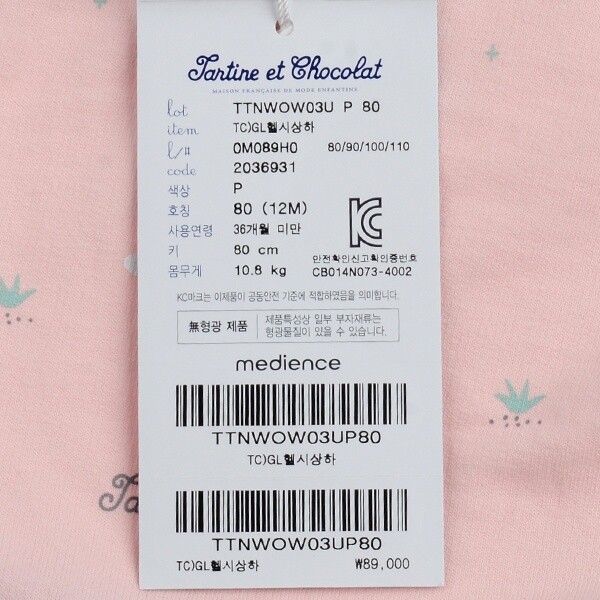 Tartine et Chocolat
MAISON FRANÇAISE DE MODE ENFANTINE
lot TTNWOW03U P 80
item TC)GL헬시상하
l/# 0M089H0 80/90/100/110
code 2036931
색상 P
호칭 80 (12M)
사용연령 36개월 미만
키 80 cm
몸무게 10.8 kg
안전확인신고확인증번호
CB014N073-4002
KC마크는 이제품이 공동안전 기준에 적합하였음을 의미합니다.
無형광 제품
제품특성상 일부 부자재류는
형광물질이 있을 수 있습니다.
medience
TTNWOW03UP80
TC)GL헬시상하
TTNWOW03UP80
TC)GL헬시상하 ₩89,000